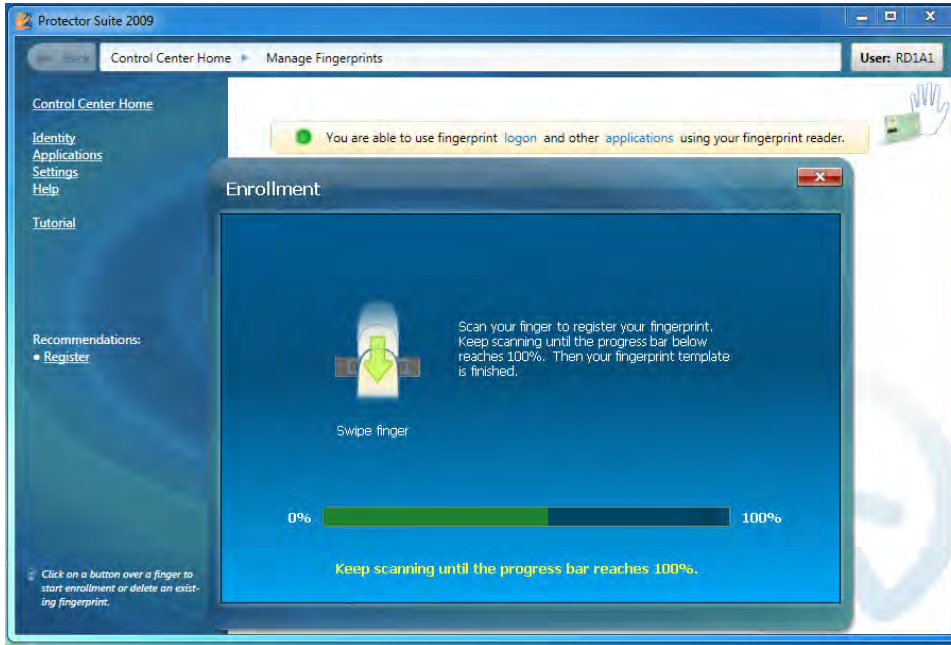 Protector Suite 2009
Back Control Center Home Manage Fingerprints User: RD1A1
Control Center Home
Identity
Applications
Settings
Help
Tutorial
Recommendations:
• Register
Click on a button over a finger to
start enrollment or delete an exist-
ing fingerprint.
You are able to use fingerprint logon and other applications using your fingerprint reader.
Enrollment
Scan your finger to register your fingerprint.
Keep scanning until the progress bar below
reaches 100%. Then your fingerprint template
is finished.
Swipe finger
0% 100%
Keep scanning until the progress bar reaches 100%.